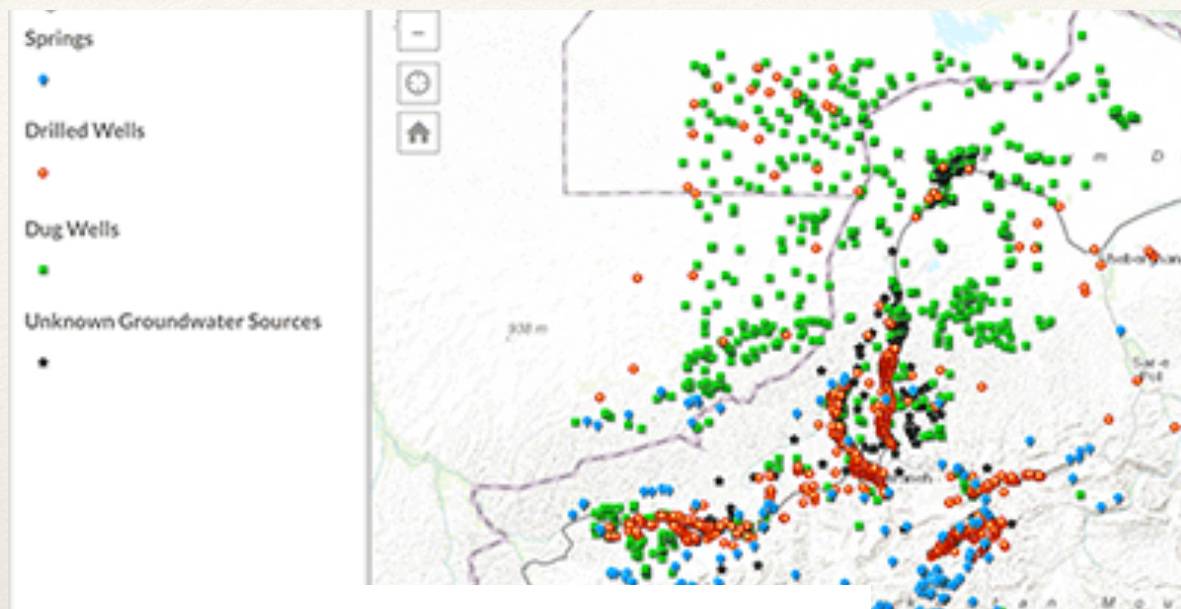 Springs
Drilled Wells
Dug Wells
Unknown Groundwater Sources
938 m